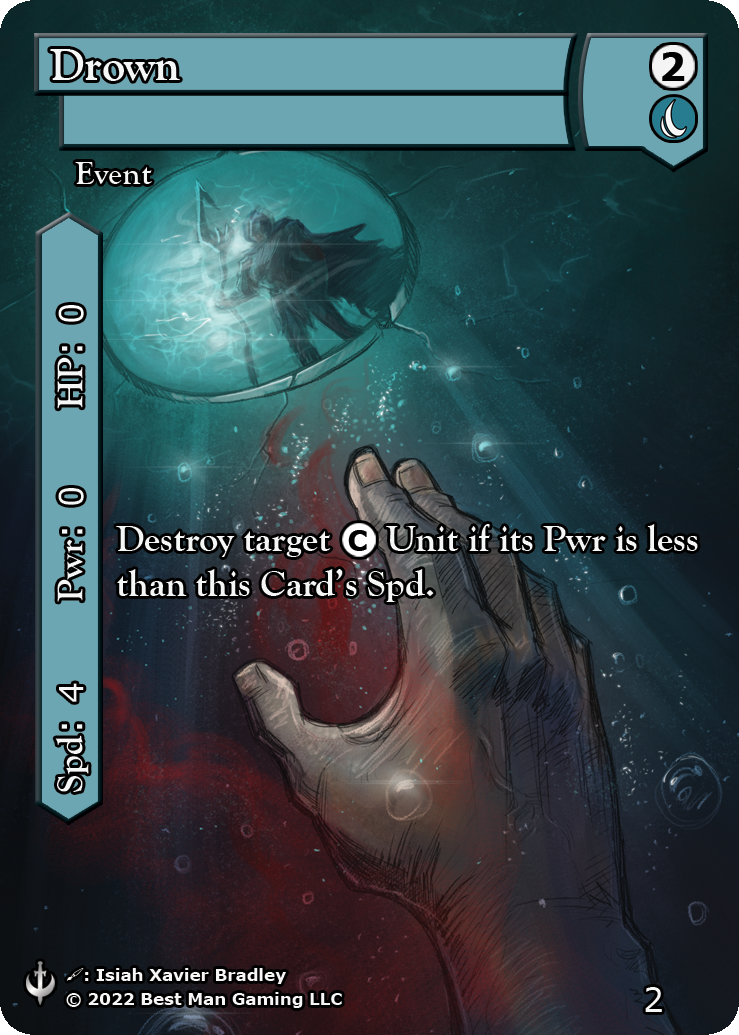 Drown
2
Event
HP: 0
Pwr: 0
Spd: 4
Destroy target C Unit if its Pwr is less
than this Card's Spd.
: Isiah Xavier Bradley
© 2022 Best Man Gaming LLC
2